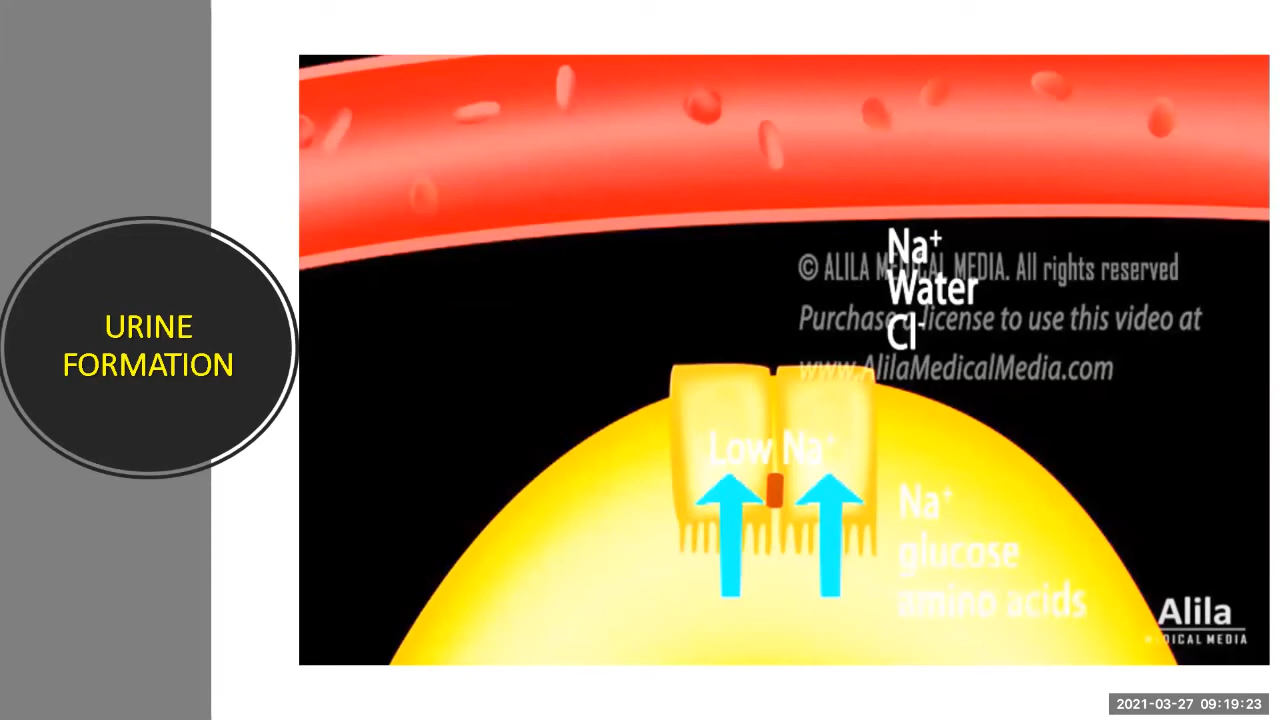 URINE
FORMATION
Na+
Water
Cl-
© ALILA MEDICAL MEDIA. All rights reserved
Purchase a license to use this video at
www.AlilaMedicalMedia.com
Low Na+
Na+
glucose
amino acids
Alila
MEDICAL MEDIA
2021-03-27 09:19:23